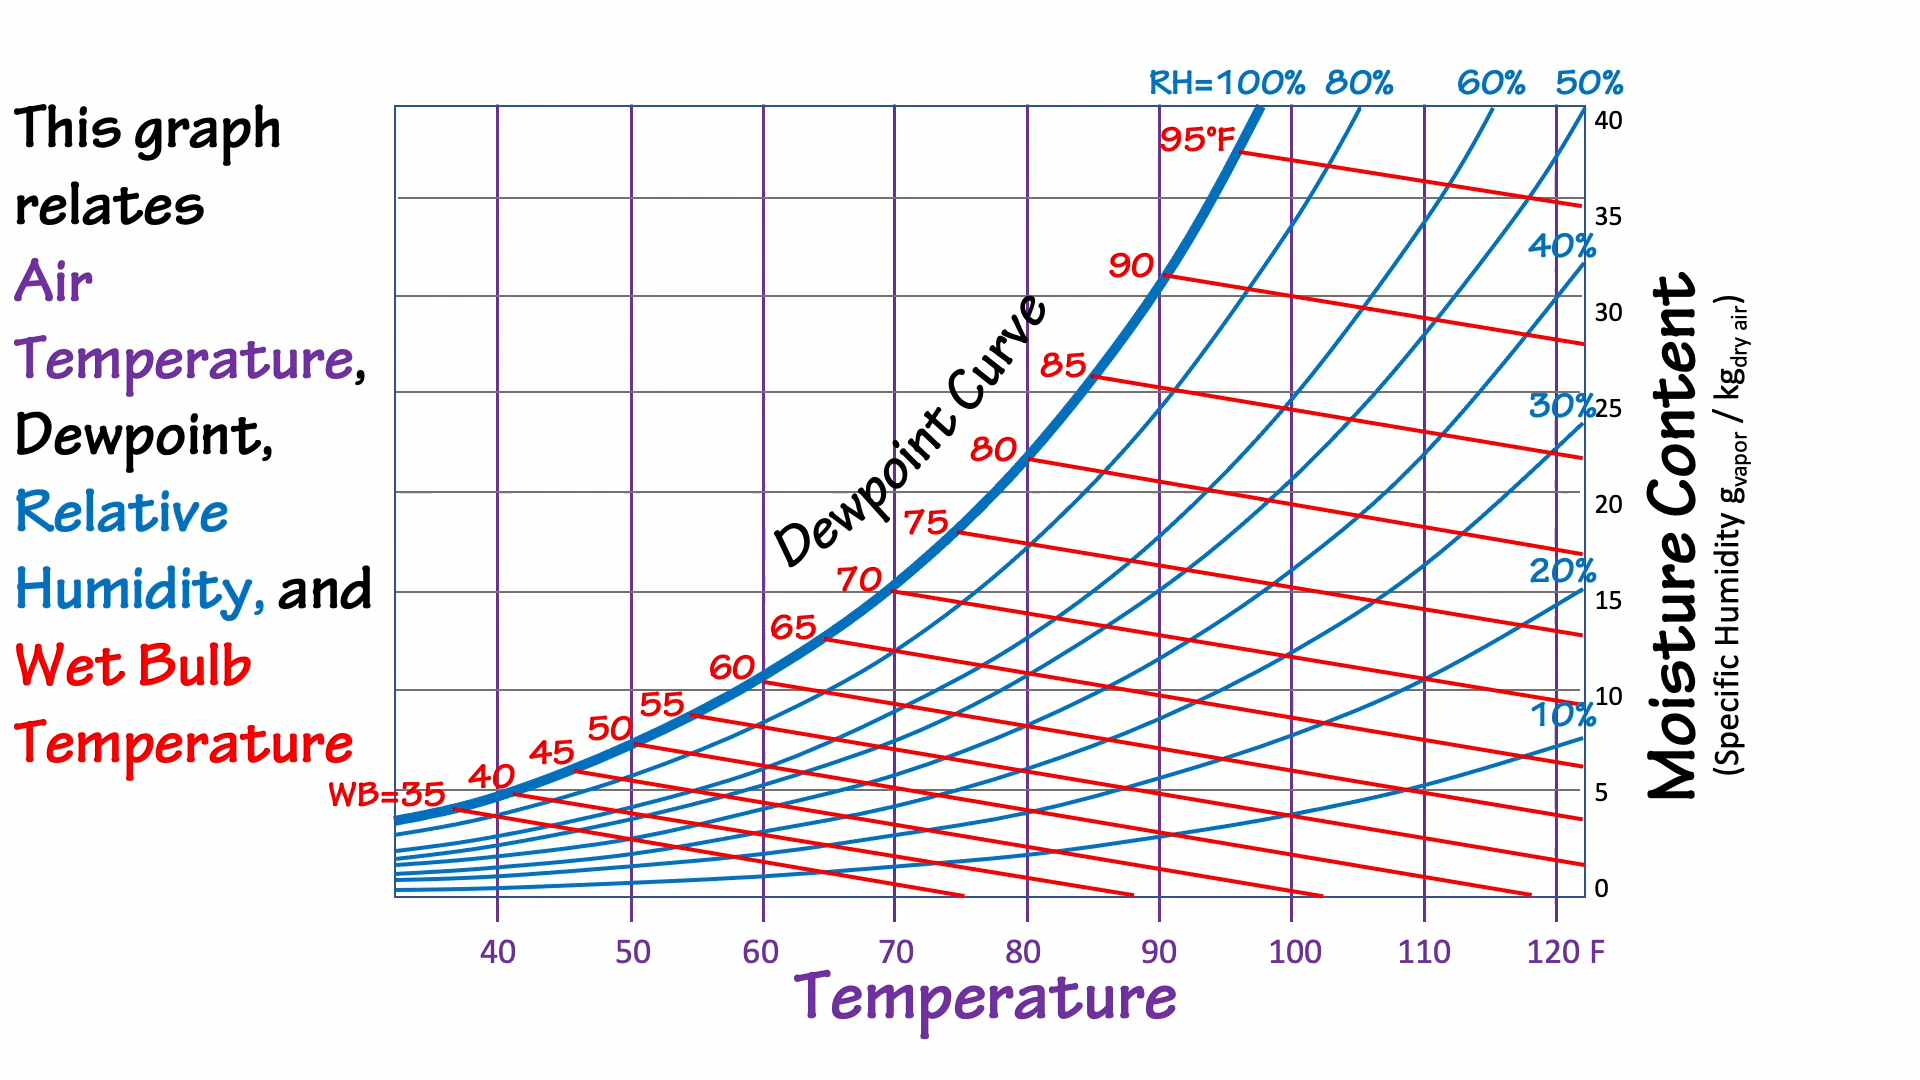 This graph
relates
Air
Temperature,
Dewpoint,
Relative
Humidity, and
Wet Bulb
Temperature
RH=100% 80% 60% 50%
40%
30%
20%
10%
95°F
90
85
80
75
70
65
60
55
50
45
40
WB=35
Dewpoint Curve
40
35
30
25
20
15
10
5
0
Moisture Content
(Specific Humidity gvapor / kgdry air)
40 50 60 70 80 90 100 110 120 F
Temperature